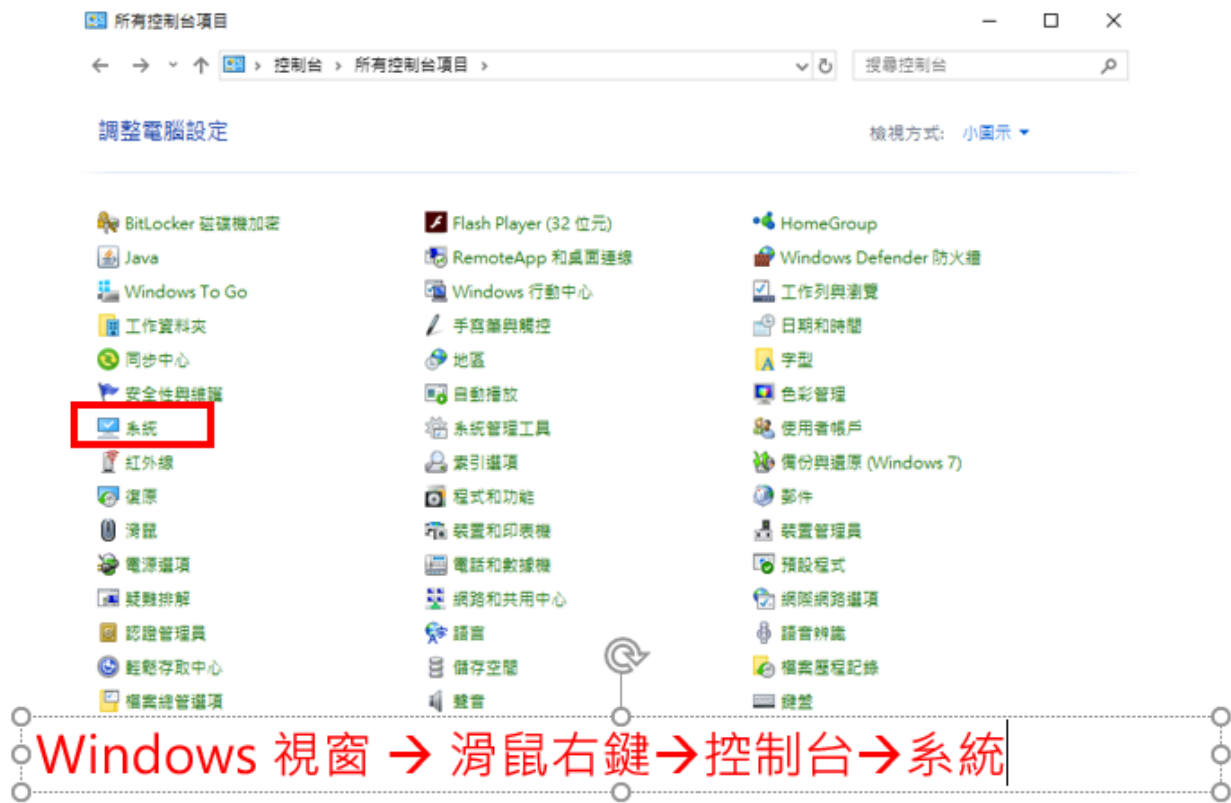 所有控制台項目
控制台 › 所有控制台項目 ›
搜尋控制台
調整電腦設定
檢視方式: 小圖示
BitLocker 磁碟機加密
Flash Player (32 位元)
HomeGroup
Java
RemoteApp 和桌面連線
Windows Defender 防火牆
Windows To Go
Windows 行動中心
工作列與瀏覽
工作資料夾
手寫筆與觸控
日期和時間
同步中心
地區
字型
安全性與維護
自動播放
色彩管理
系統
系統管理工具
使用者帳戶
紅外線
索引選項
備份與還原 (Windows 7)
復原
程式和功能
郵件
滑鼠
裝置和印表機
裝置管理員
電源選項
電話和數據機
預設程式
疑難排解
網路和共用中心
網際網路選項
認證管理員
語言
語音辨識
輕鬆存取中心
儲存空間
檔案歷程記錄
檔案總管選項
聲音
鍵盤
Windows 視窗 → 滑鼠右鍵→控制台→系統